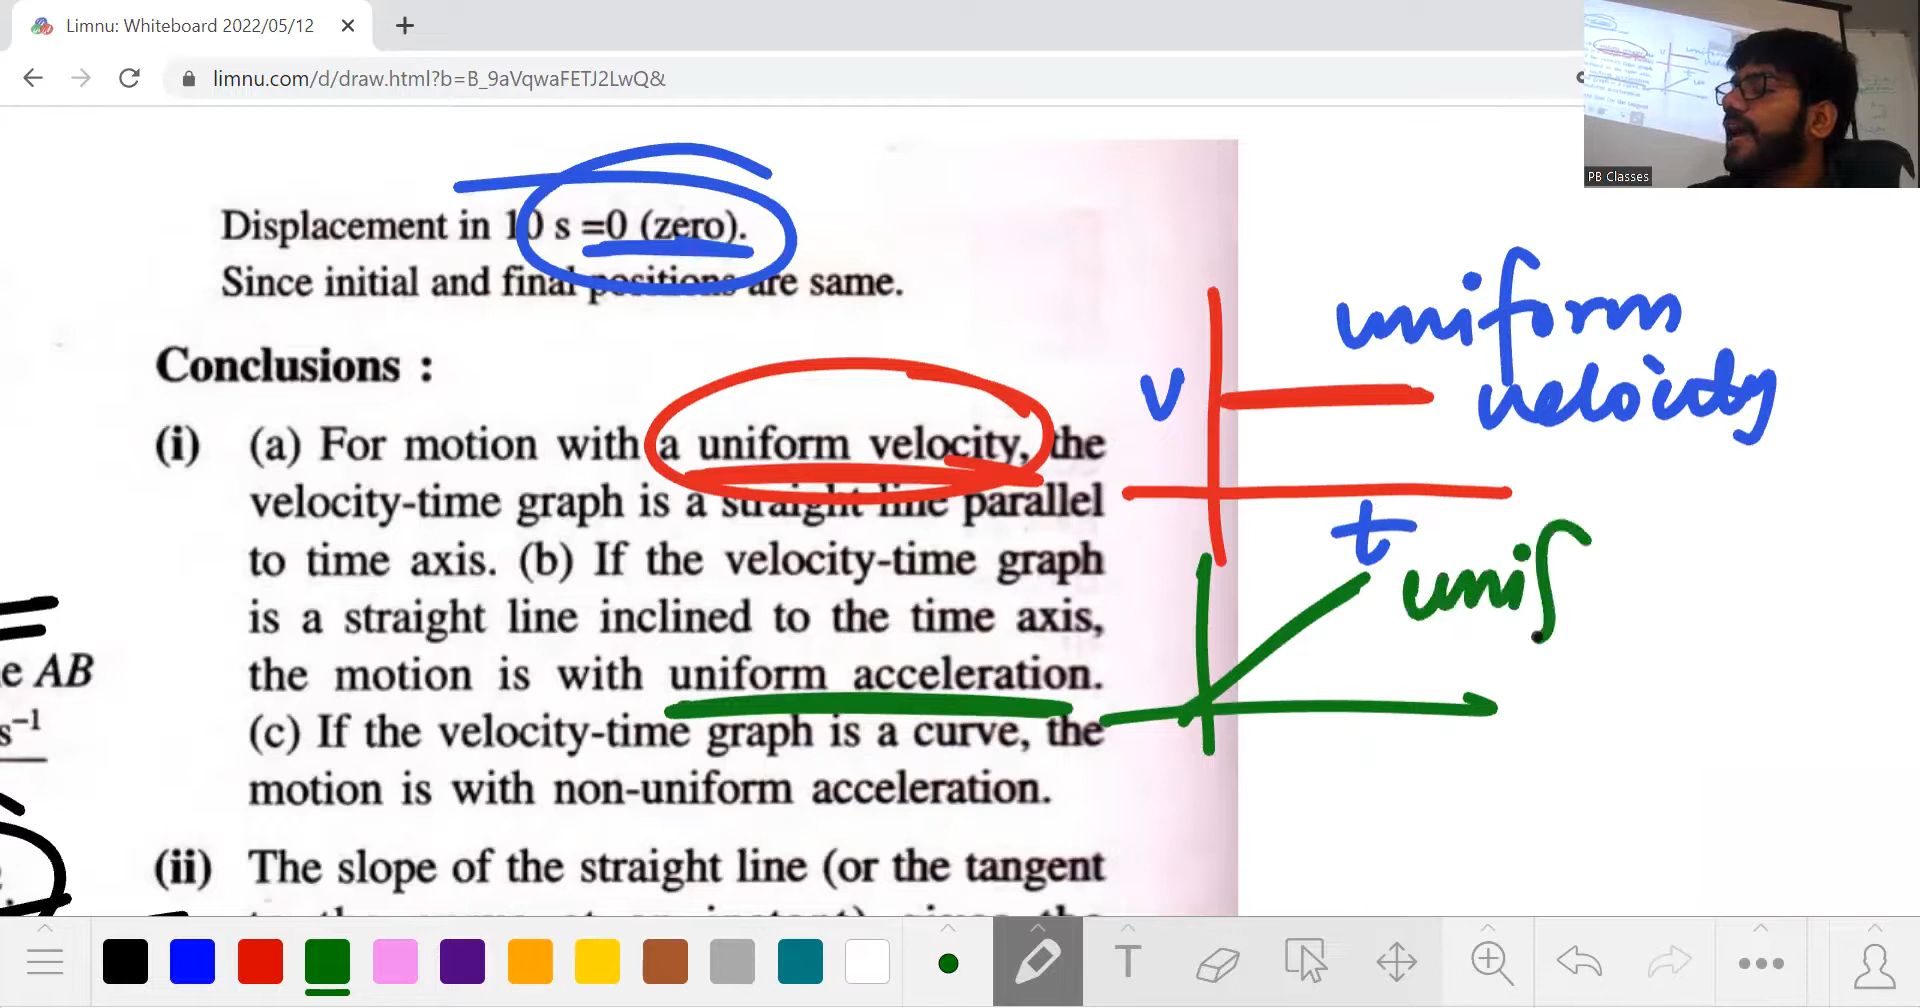 Limnu: Whiteboard 2022/05/12
limnu.com/d/draw.html?b=B_9aVqwaFETJ2LwQ&
PB Classes
Displacement in 10 s =0 (zero).
Since initial and final positions are same.
Conclusions :
(i) (a) For motion with a uniform velocity, the
velocity-time graph is a straight line parallel
to time axis. (b) If the velocity-time graph
is a straight line inclined to the time axis,
the motion is with uniform acceleration.
(c) If the velocity-time graph is a curve, the
motion is with non-uniform acceleration.
(ii) The slope of the straight line (or the tangent
e AB
s⁻¹
uniform
velocity
v
t
unif
T